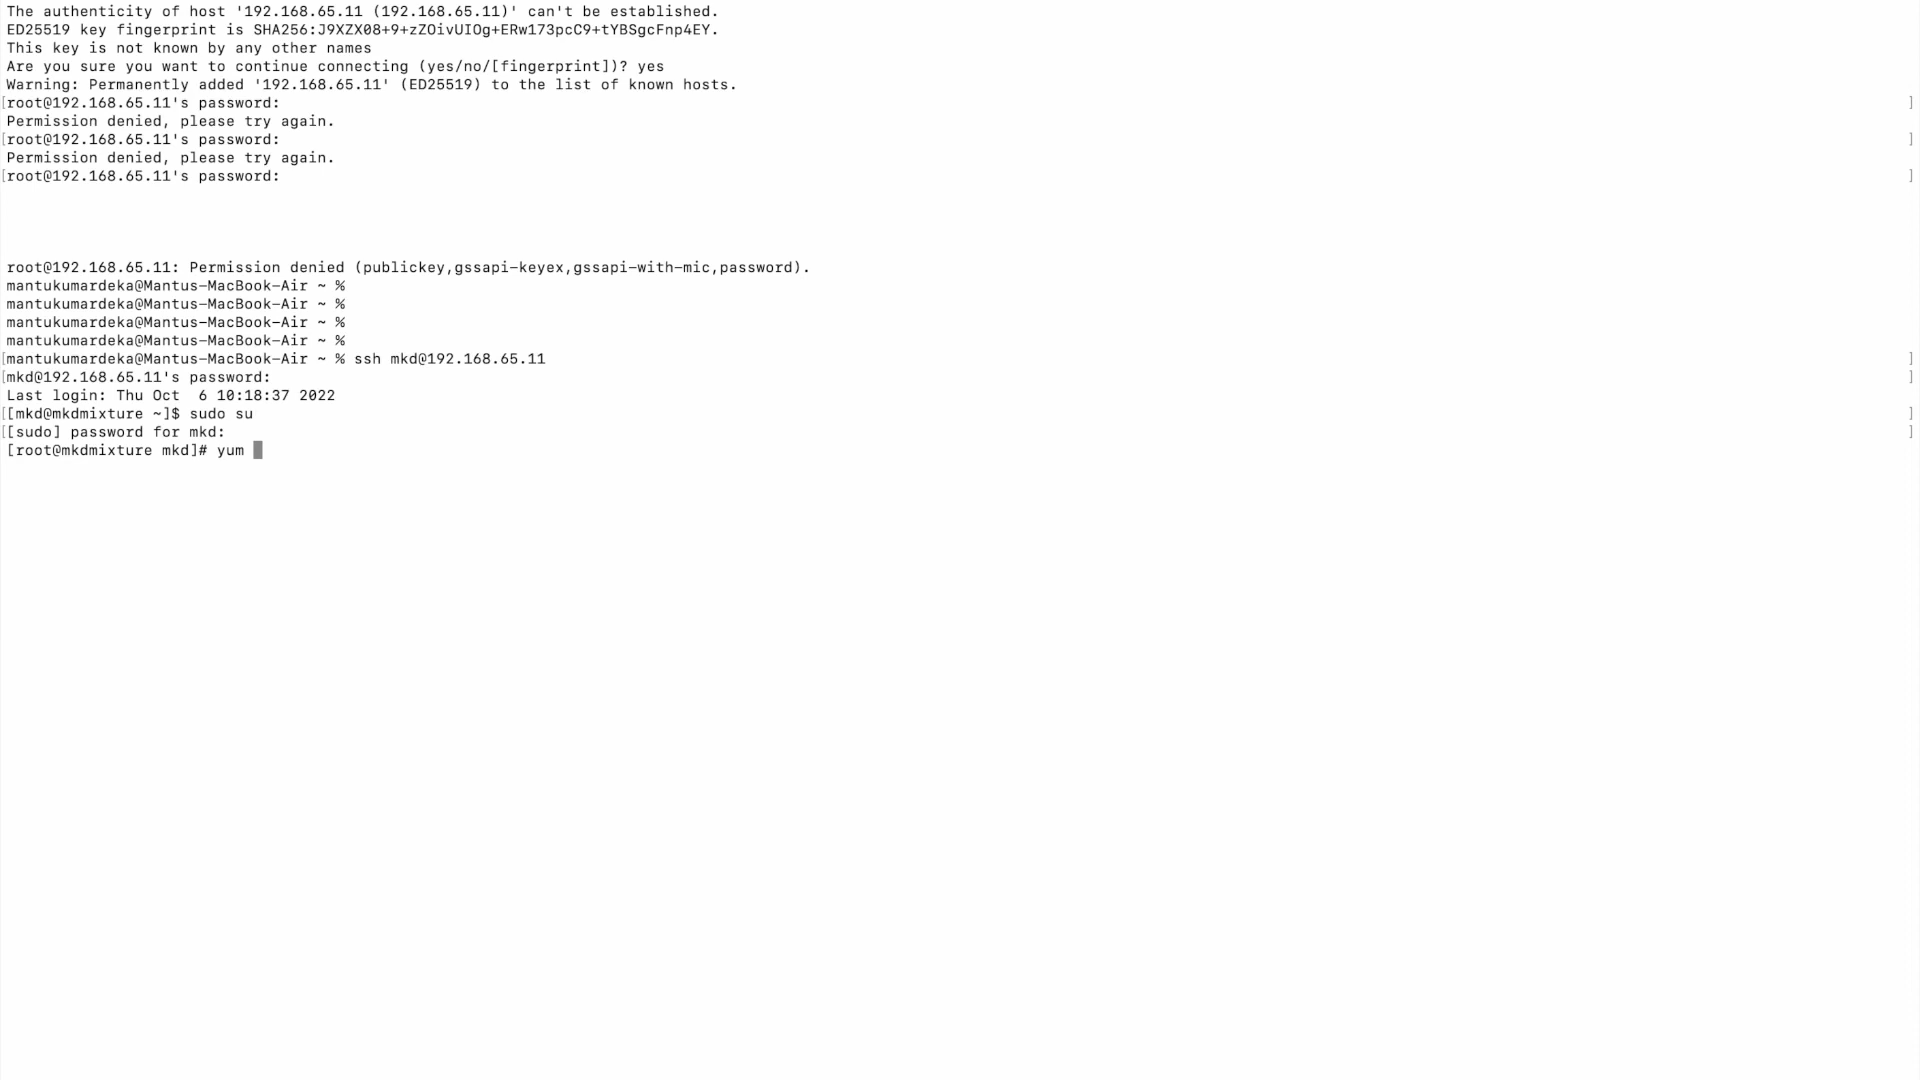 The authenticity of host '192.168.65.11 (192.168.65.11)' can't be established.
ED25519 key fingerprint is SHA256:J9XZX08+9+zZOivUIOg+ERw173pcC9+tYBSgcFnp4EY.
This key is not known by any other names
Are you sure you want to continue connecting (yes/no/[fingerprint])? yes
Warning: Permanently added '192.168.65.11' (ED25519) to the list of known hosts.
[root@192.168.65.11's password: ]
Permission denied, please try again.
[root@192.168.65.11's password: ]
Permission denied, please try again.
[root@192.168.65.11's password: ]
root@192.168.65.11: Permission denied (publickey,gssapi-keyex,gssapi-with-mic,password).
mantukumardeka@Mantus-MacBook-Air ~ %
mantukumardeka@Mantus-MacBook-Air ~ %
mantukumardeka@Mantus-MacBook-Air ~ %
mantukumardeka@Mantus-MacBook-Air ~ %
[mantukumardeka@Mantus-MacBook-Air ~ % ssh mkd@192.168.65.11 ]
[mkd@192.168.65.11's password: ]
Last login: Thu Oct  6 10:18:37 2022
[[mkd@mkdmixture ~]$ sudo su ]
[[sudo] password for mkd: ]
[root@mkdmixture mkd]# yum